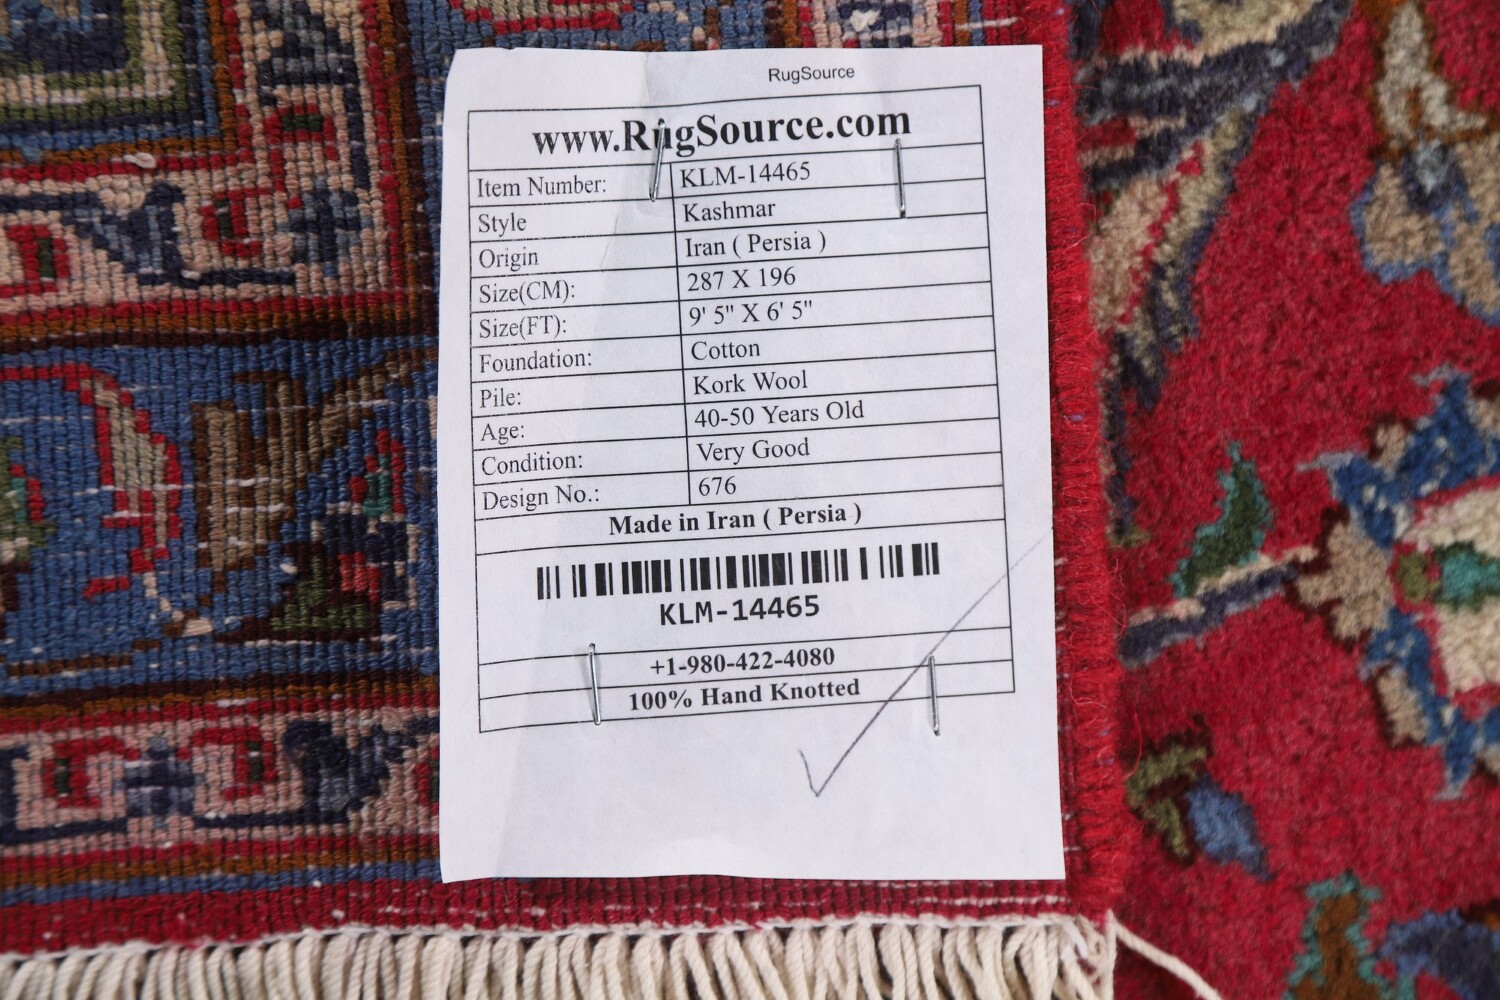 RugSource
www.RugSource.com
Item Number: KLM-14465
Style Kashmar
Origin Iran ( Persia )
Size(CM): 287 X 196
Size(FT): 9' 5" X 6' 5"
Foundation: Cotton
Pile: Kork Wool
Age: 40-50 Years Old
Condition: Very Good
Design No.: 676
Made in Iran ( Persia )
KLM-14465
+1-980-422-4080
100% Hand Knotted